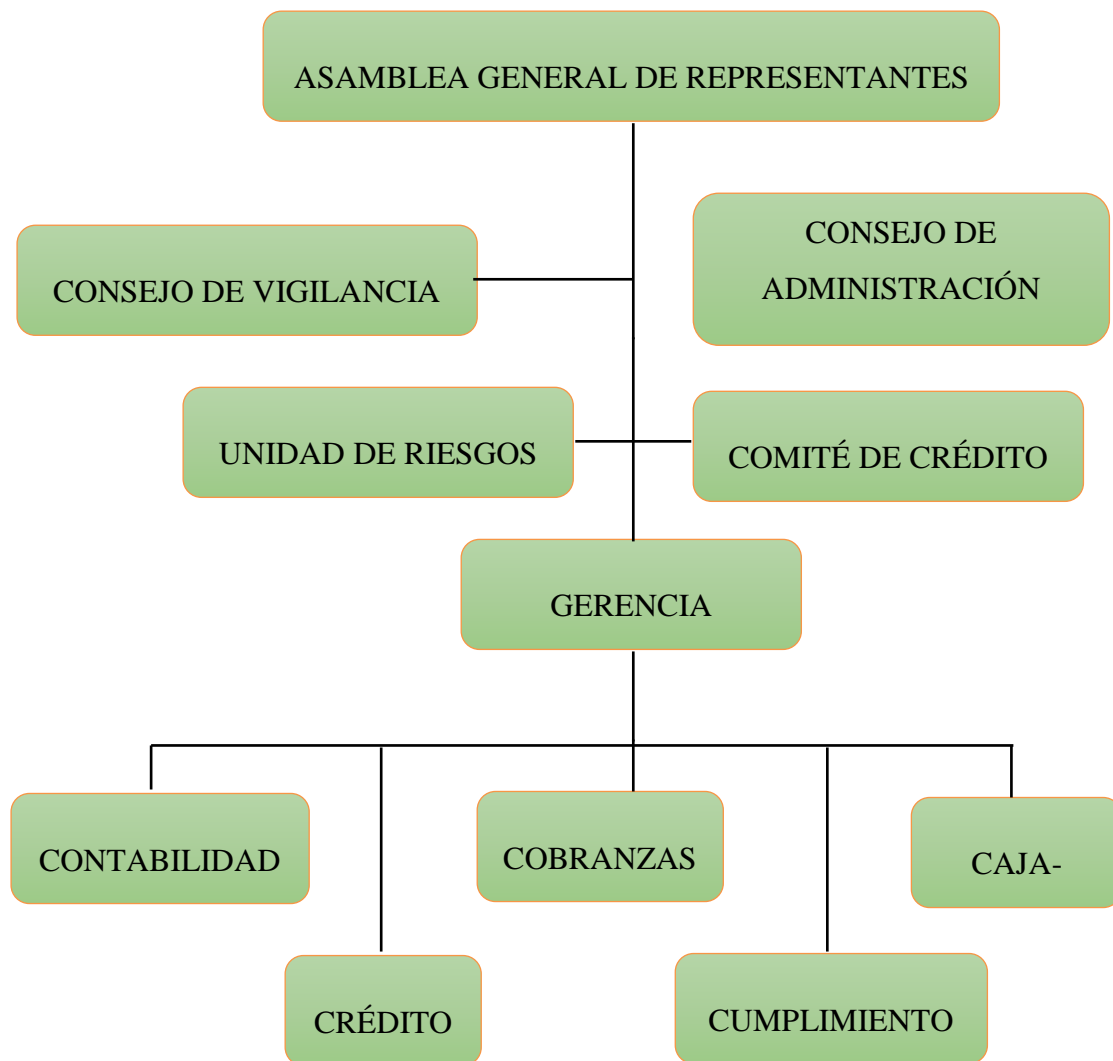 ASAMBLEA GENERAL DE REPRESENTANTES
CONSEJO DE
ADMINISTRACIÓN
CONSEJO DE VIGILANCIA
UNIDAD DE RIESGOS
COMITÉ DE CRÉDITO
GERENCIA
CONTABILIDAD
COBRANZAS
CAJA-
CRÉDITO
CUMPLIMIENTO